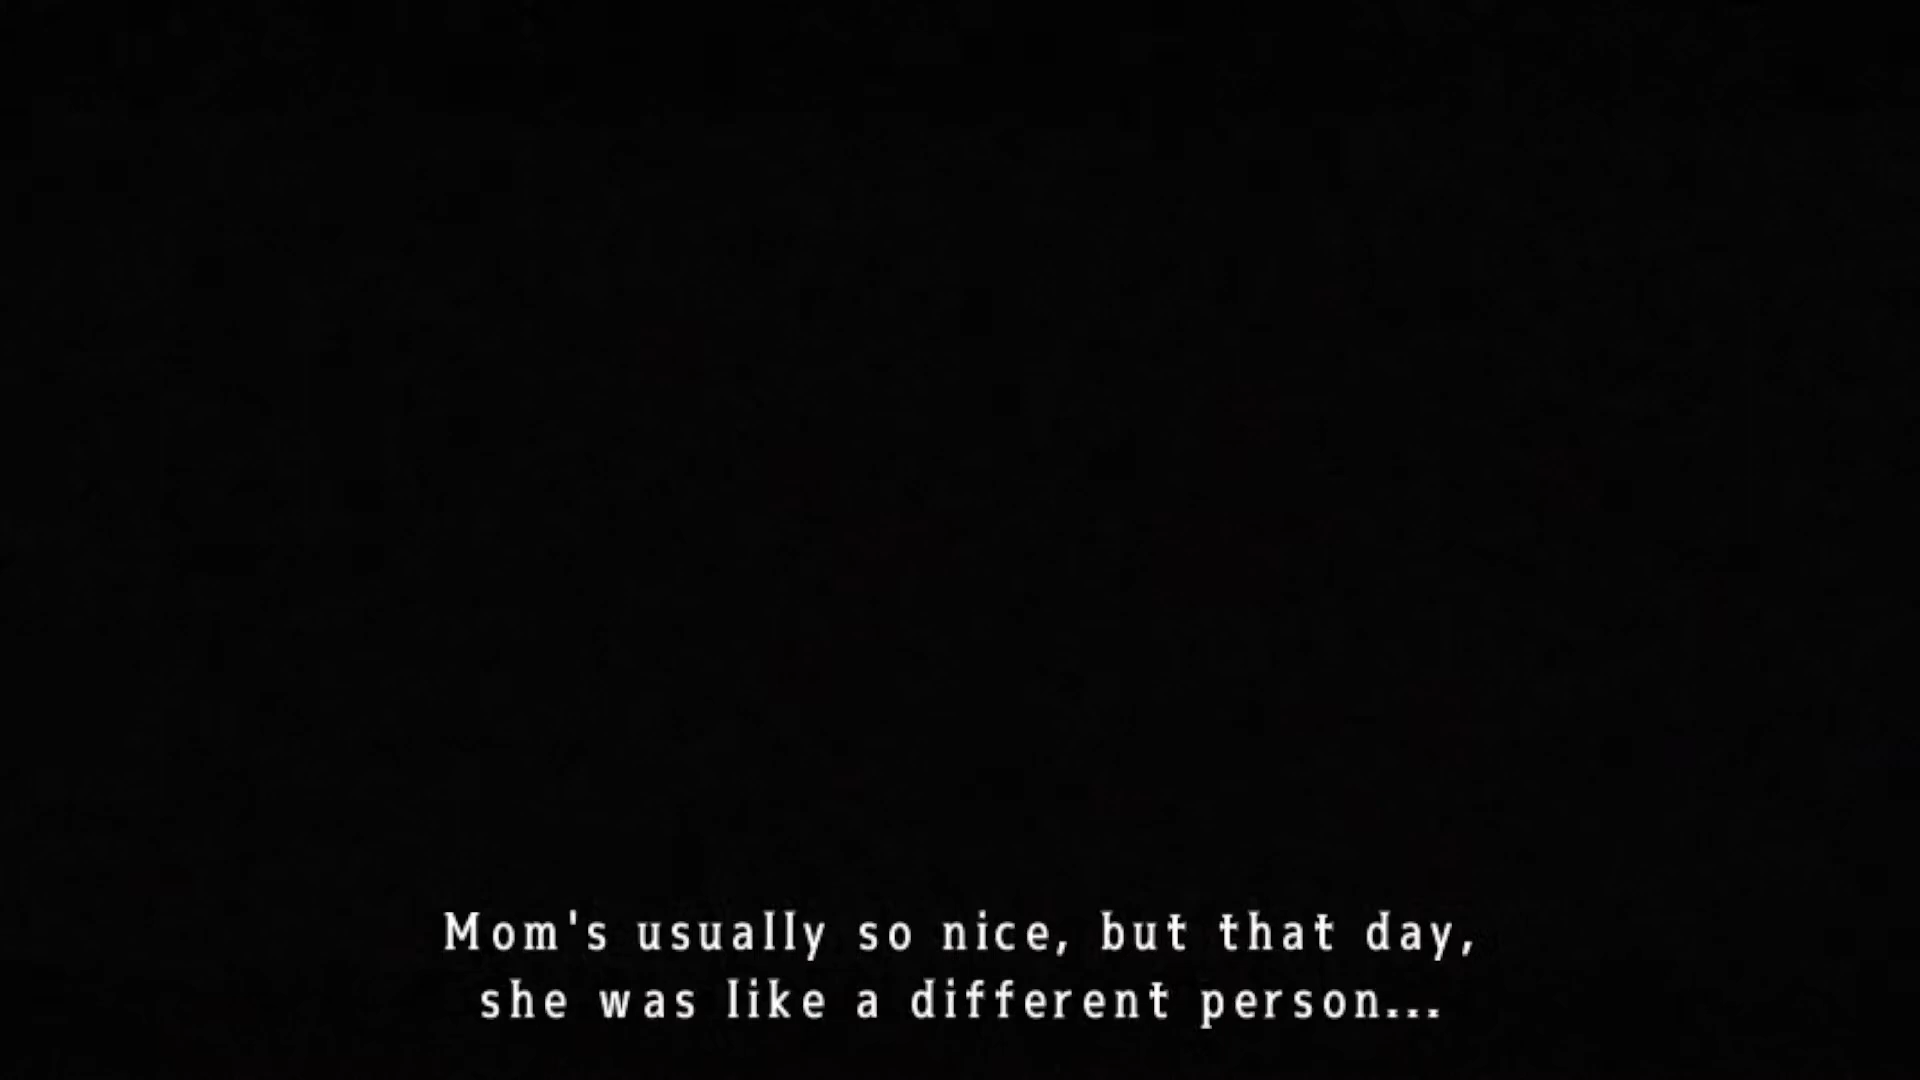 Mom's usually so nice, but that day,
she was like a different person...